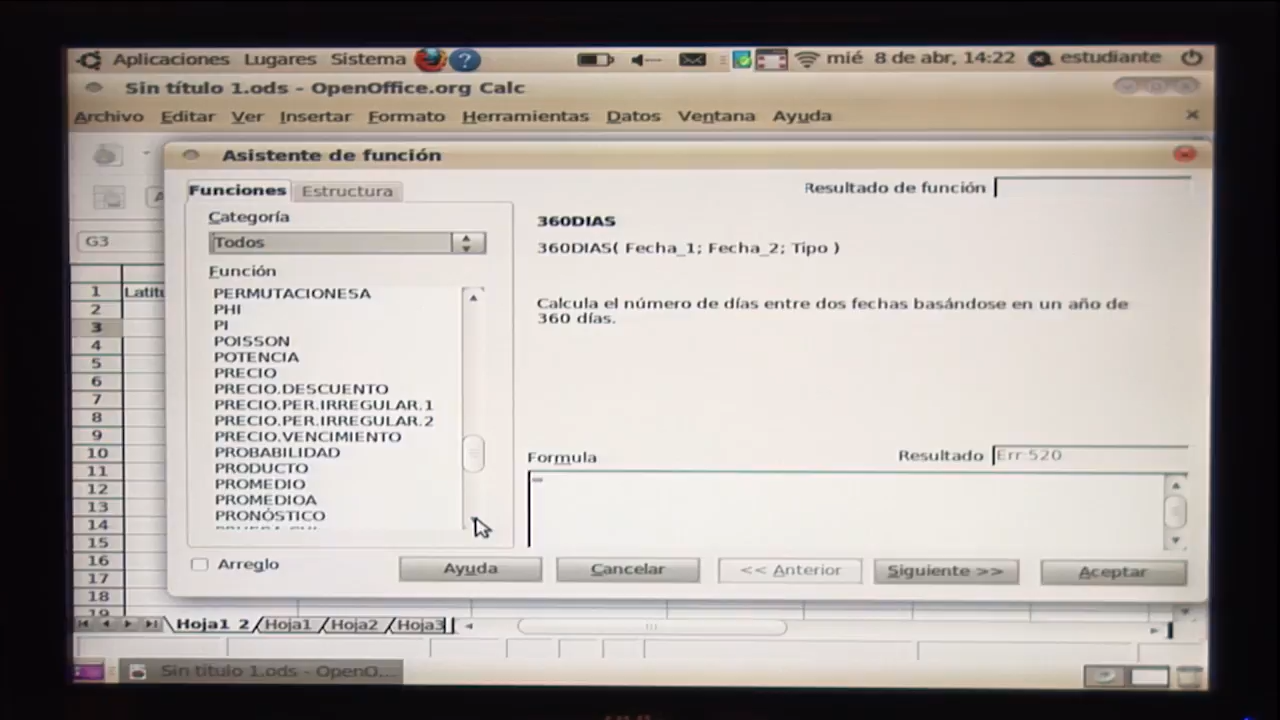 Aplicaciones Lugares Sistema
mié 8 de abr, 14:22 estudiante
Sin título 1.ods - OpenOffice.org Calc
Archivo Editar Ver Insertar Formato Herramientas Datos Ventana Ayuda
Asistente de función
Funciones Estructura
Resultado de función
Categoría
Todos
Función
PERMUTACIONESA
PHI
PI
POISSON
POTENCIA
PRECIO
PRECIO.DESCUENTO
PRECIO.PER.IRREGULAR.1
PRECIO.PER.IRREGULAR.2
PRECIO.VENCIMIENTO
PROBABILIDAD
PRODUCTO
PROMEDIO
PROMEDIOA
PRONÓSTICO
360DIAS
360DIAS( Fecha_1; Fecha_2; Tipo )
Calcula el número de días entre dos fechas basándose en un año de
360 días.
Formula
Resultado Err:520
=
Arreglo
Ayuda Cancelar << Anterior Siguiente >> Aceptar
G3
1 Latitu
2
3
4
5
6
7
8
9
10
11
12
13
14
15
16
17
18
19
Hoja1_2 Hoja1 Hoja2 Hoja3
Sin título 1.ods - OpenO...